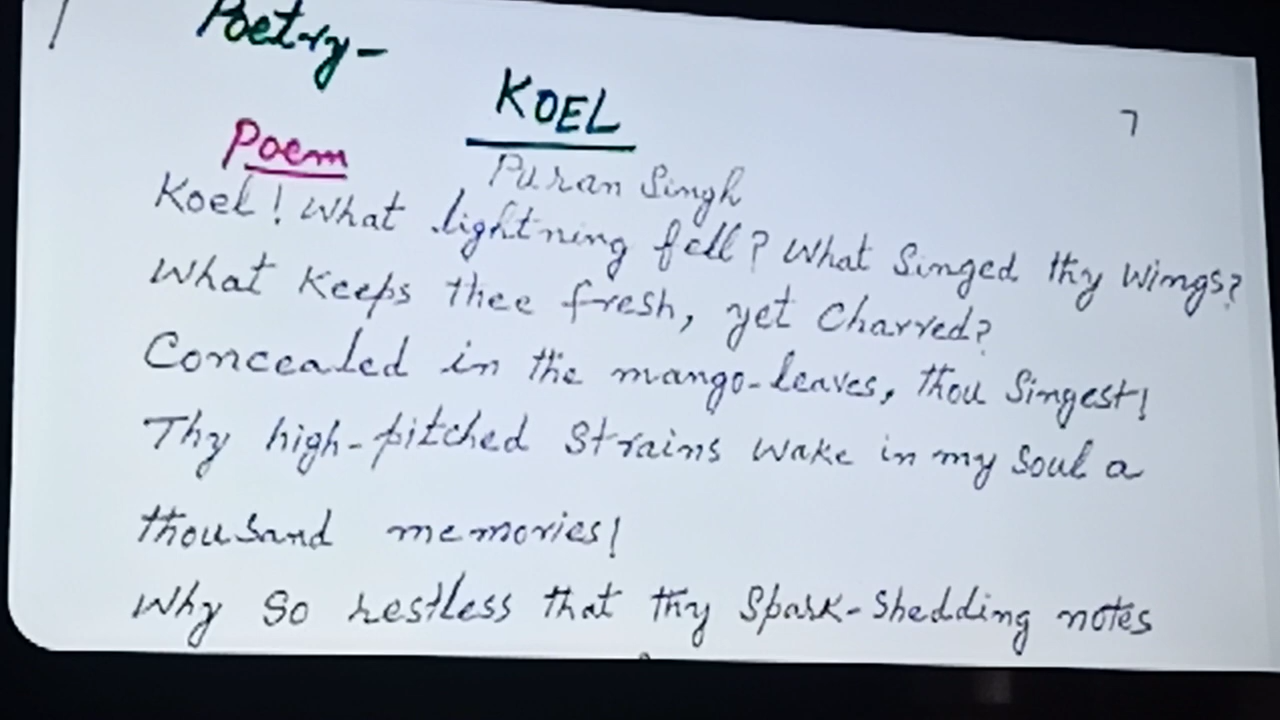 Poetry-
KOEL
7
Poem
Puran Singh
Koel! What lightning fell? What Singed thy wings?
What Keeps thee fresh, yet Charred?
Concealed in the mango-leaves, thou Singest!
Thy high-pitched Strains wake in my Soul a
thousand memories!
Why So restless that thy Spark-Shedding notes